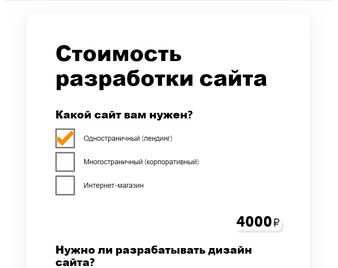 Стоимость
разработки сайта
Какой сайт вам нужен?
Одностраничный (лендинг)
Многостраничный (корпоративный)
Интернет-магазин
4000₽
Нужно ли разрабатывать дизайн
сайта?